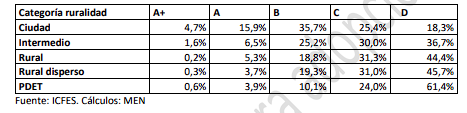 Categoría ruralidad A+ A B C D
Ciudad 4,7% 15,9% 35,7% 25,4% 18,3%
Intermedio 1,6% 6,5% 25,2% 30,0% 36,7%
Rural 0,2% 5,3% 18,8% 31,3% 44,4%
Rural disperso 0,3% 3,7% 19,3% 31,0% 45,7%
PDET 0,6% 3,9% 10,1% 24,0% 61,4%
Fuente: ICFES. Cálculos: MEN